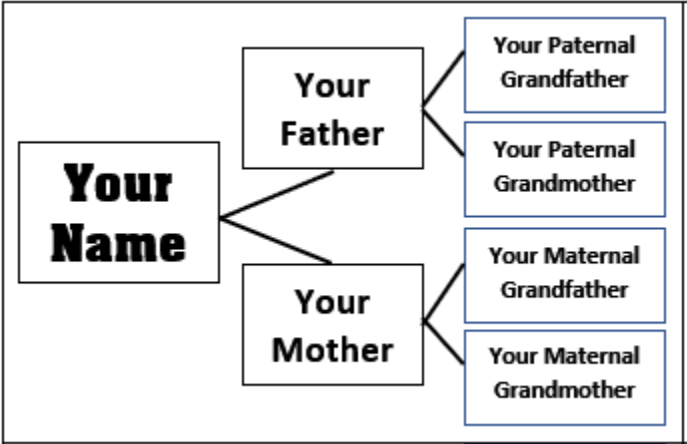 Your Paternal
Grandfather
Your
Father
Your Paternal
Grandmother
Your
Name
Your Maternal
Grandfather
Your
Mother
Your Maternal
Grandmother